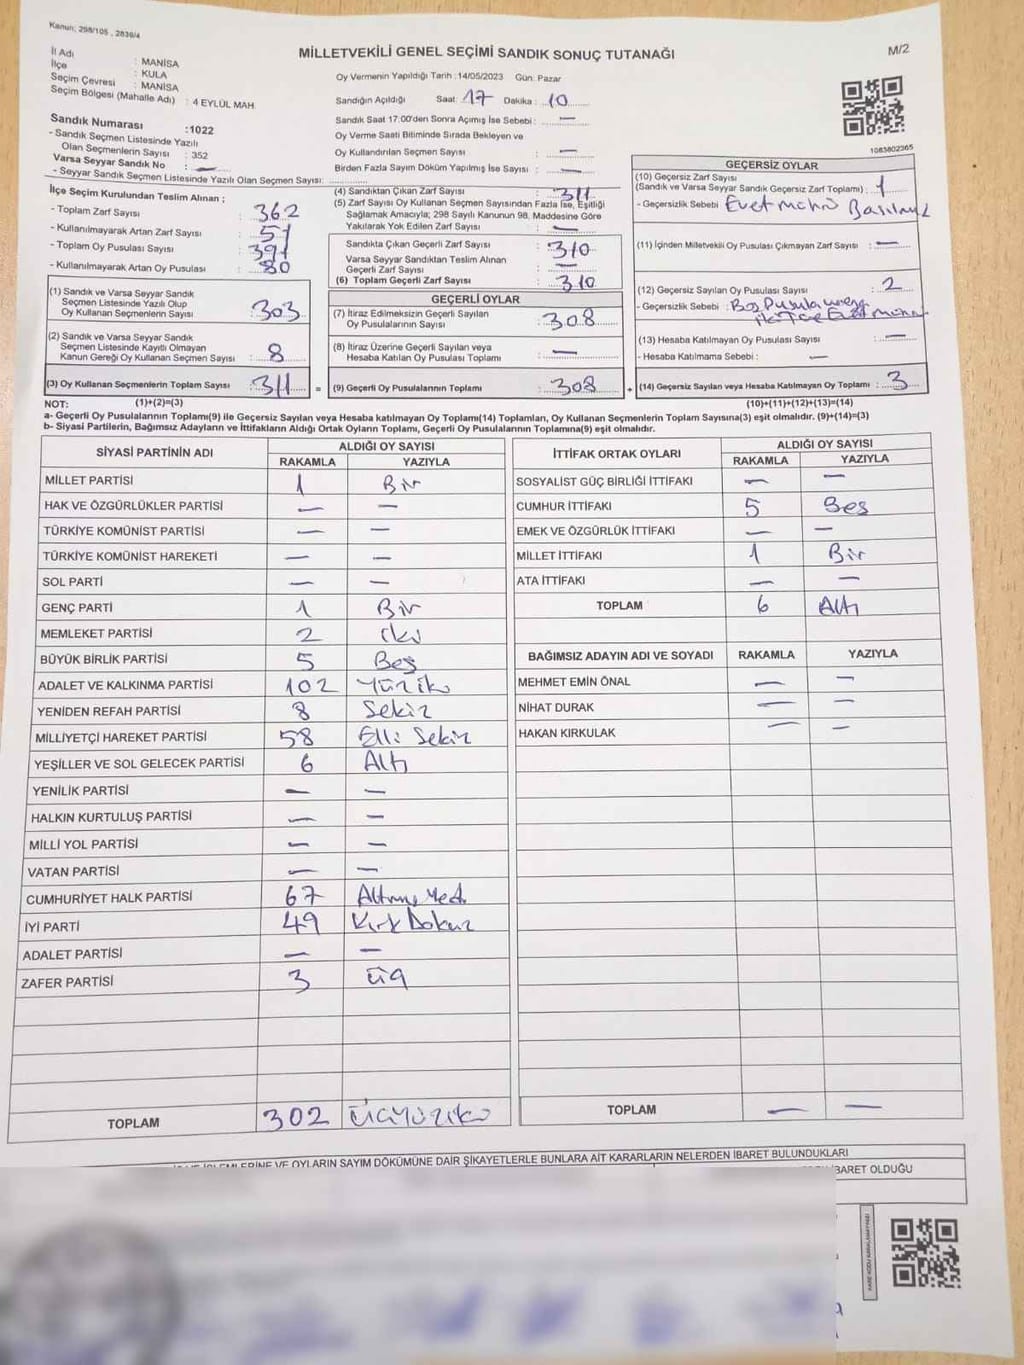 Kanun; 298/105 , 2839/4
MİLLETVEKİLİ GENEL SEÇİMİ SANDIK SONUÇ TUTANAĞI
M/2
İl Adı : MANİSA
İlçe : KULA
Seçim Çevresi : MANİSA
Seçim Bölgesi (Mahalle Adı) : 4 EYLÜL MAH
Oy Vermenin Yapıldığı Tarih :14/05/2023 Gün: Pazar
Sandığın Açıldığı Saat: 17 Dakika : 10
Sandık Saat 17:00'den Sonra Açımış İse Sebebi : —
Oy Verme Saati Bitiminde Sırada Bekleyen ve
Oy Kullandırılan Seçmen Sayısı : —
Birden Fazla Sayım Döküm Yapılmış İse Sayısı : —
Sandık Numarası :1022
- Sandık Seçmen Listesinde Yazılı
Olan Seçmenlerin Sayısı : 352
Varsa Seyyar Sandık No : —
- Seyyar Sandık Seçmen Listesinde Yazılı Olan Seçmen Sayısı:
1083802365
İlçe Seçim Kurulundan Teslim Alınan ;
- Toplam Zarf Sayısı : 362
- Kullanılmayarak Artan Zarf Sayısı : 51
- Toplam Oy Pusulası Sayısı : 391
- Kullanılmayarak Artan Oy Pusulası : 80
(1) Sandık ve Varsa Seyyar Sandık
Seçmen Listesinde Yazılı Olup
Oy Kullanan Seçmenlerin Sayısı : 303
(2) Sandık ve Varsa Seyyar Sandık
Seçmen Listesinde Kayıtlı Olmayan
Kanun Gereği Oy Kullanan Seçmen Sayısı : 8
(3) Oy Kullanan Seçmenlerin Toplam Sayısı : 311
(4) Sandıktan Çıkan Zarf Sayısı : 311
(5) Zarf Sayısı Oy Kullanan Seçmen Sayısından Fazla İse, Eşitliği
Sağlamak Amacıyla; 298 Sayılı Kanunun 98. Maddesine Göre
Yakılarak Yok Edilen Zarf Sayısı : —
Sandıkta Çıkan Geçerli Zarf Sayısı : 310
Varsa Seyyar Sandıktan Teslim Alınan
Geçerli Zarf Sayısı : —
(6) Toplam Geçerli Zarf Sayısı : 310
GEÇERLİ OYLAR
(7) İtiraz Edilmeksizin Geçerli Sayılan
Oy Pusulalarının Sayısı : 308
(8) İtiraz Üzerine Geçerli Sayılan veya
Hesaba Katılan Oy Pusulası Toplamı : —
= (9) Geçerli Oy Pusulalarının Toplamı : 308
GEÇERSİZ OYLAR
(10) Geçersiz Zarf Sayısı
(Sandık ve Varsa Seyyar Sandık Geçersiz Zarf Toplamı) : 1
- Geçersizlik Sebebi : Evet Mührü
(11) İçinden Milletvekili Oy Pusulası Çıkmayan Zarf Sayısı : —
(12) Geçersiz Sayılan Oy Pusulası Sayısı : 2
- Geçersizlik Sebebi : Boş Pusula
(13) Hesaba Katılmayan Oy Pusulası Sayısı : —
- Hesaba Katılmama Sebebi : —
+ (14) Geçersiz Sayılan veya Hesaba Katılmayan Oy Toplamı : 3
NOT: (1)+(2)=(3) (10)+(11)+(12)+(13)=(14)
a- Geçerli Oy Pusulalarının Toplamı(9) ile Geçersiz Sayılan veya Hesaba katılmayan Oy Toplamı(14) Toplamları, Oy Kullanan Seçmenlerin Toplam Sayısına(3) eşit olmalıdır. (9)+(14)=(3)
b- Siyasi Partilerin, Bağımsız Adayların ve İttifakların Aldığı Ortak Oyların Toplamı, Geçerli Oy Pusulalarının Toplamına(9) eşit olmalıdır.
SİYASİ PARTİNİN ADI ALDIĞI OY SAYISI
RAKAMLA YAZIYLA
MİLLET PARTİSİ 1 Bir
HAK VE ÖZGÜRLÜKLER PARTİSİ — —
TÜRKİYE KOMÜNİST PARTİSİ — —
TÜRKİYE KOMÜNİST HAREKETİ — —
SOL PARTİ — —
GENÇ PARTİ 1 Bir
MEMLEKET PARTİSİ 2 iki
BÜYÜK BİRLİK PARTİSİ 5 Beş
ADALET VE KALKINMA PARTİSİ 102 Yüziki
YENİDEN REFAH PARTİSİ 8 Sekiz
MİLLİYETÇİ HAREKET PARTİSİ 58 Elli Sekiz
YEŞİLLER VE SOL GELECEK PARTİSİ 6 Altı
YENİLİK PARTİSİ — —
HALKIN KURTULUŞ PARTİSİ — —
MİLLİ YOL PARTİSİ — —
VATAN PARTİSİ — —
CUMHURİYET HALK PARTİSİ 67 Altmış Yedi
İYİ PARTİ 49 Kırk Dokuz
ADALET PARTİSİ — —
ZAFER PARTİSİ 3 üç
TOPLAM 302 üçyüziki
İTTİFAK ORTAK OYLARI ALDIĞI OY SAYISI
RAKAMLA YAZIYLA
SOSYALİST GÜÇ BİRLİĞİ İTTİFAKI — —
CUMHUR İTTİFAKI 5 Beş
EMEK VE ÖZGÜRLÜK İTTİFAKI — —
MİLLET İTTİFAKI 1 Bir
ATA İTTİFAKI — —
TOPLAM 6 Altı
BAĞIMSIZ ADAYIN ADI VE SOYADI RAKAMLA YAZIYLA
MEHMET EMİN ÖNAL — —
NİHAT DURAK — —
HAKAN KIRKULAK — —
TOPLAM — —
VE OYLARIN SAYIM DÖKÜMÜNE DAİR ŞİKAYETLERLE BUNLARA AİT KARARLARIN NELERDEN İBARET BULUNDUKLARI
İBARET OLDUĞU